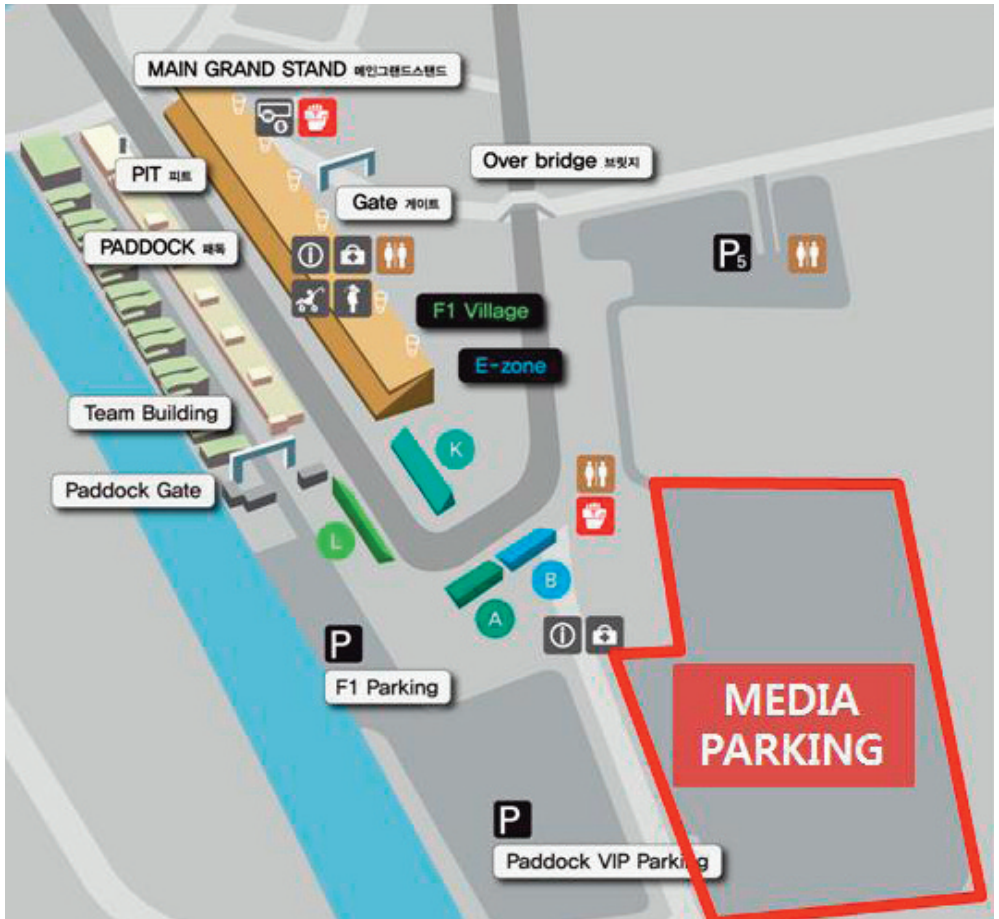 MAIN GRAND STAND 메인그랜드스탠드
PIT 피트
Over bridge 브릿지
Gate 게이트
PADDOCK 패독
P5
F1 Village
E-zone
Team Building
K
Paddock Gate
L
B
A
P
F1 Parking
MEDIA
PARKING
P
Paddock VIP Parking